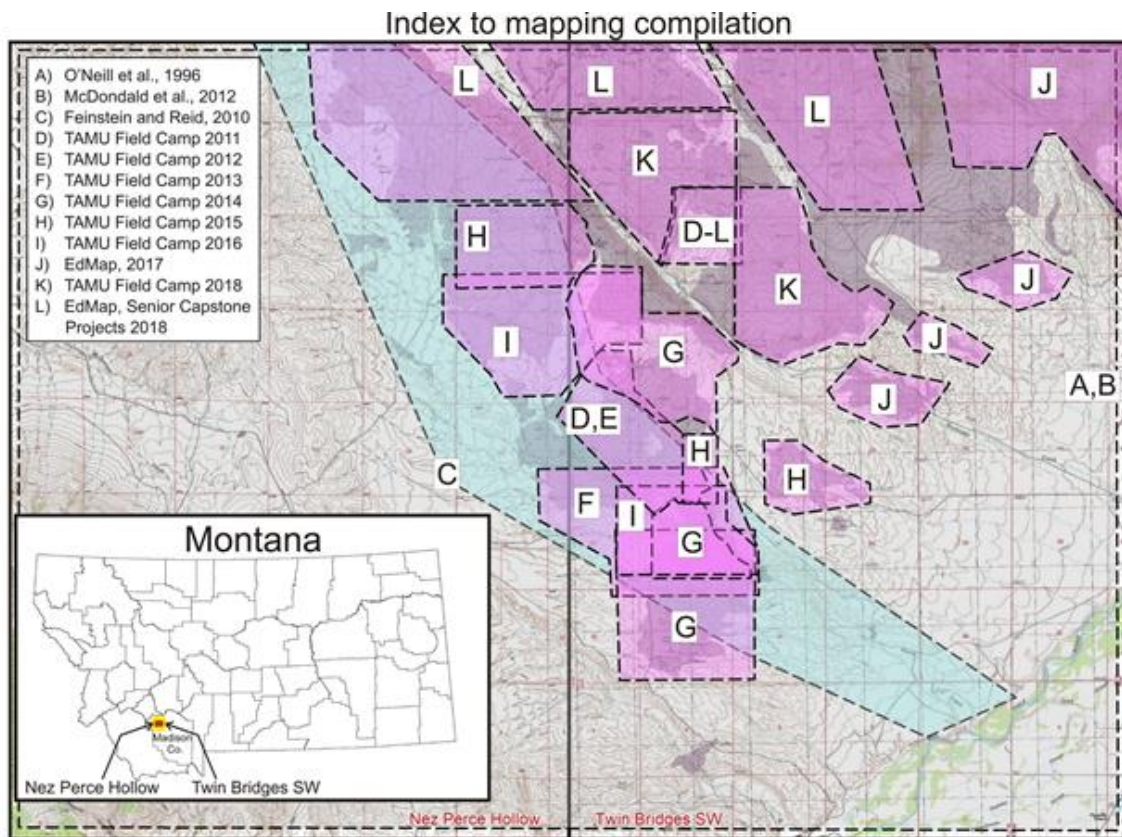 Index to mapping compilation
A) O'Neill et al., 1996
B) McDondald et al., 2012
C) Feinstein and Reid, 2010
D) TAMU Field Camp 2011
E) TAMU Field Camp 2012
F) TAMU Field Camp 2013
G) TAMU Field Camp 2014
H) TAMU Field Camp 2015
I) TAMU Field Camp 2016
J) EdMap, 2017
K) TAMU Field Camp 2018
L) EdMap, Senior Capstone
Projects 2018
L
L
L
J
K
D-L
H
J
K
I
G
J
J
A,B
D,E
H
C
H
F
I
G
G
Montana
Madison
Co.
Nez Perce Hollow
Twin Bridges SW
Nez Perce Hollow
Twin Bridges SW